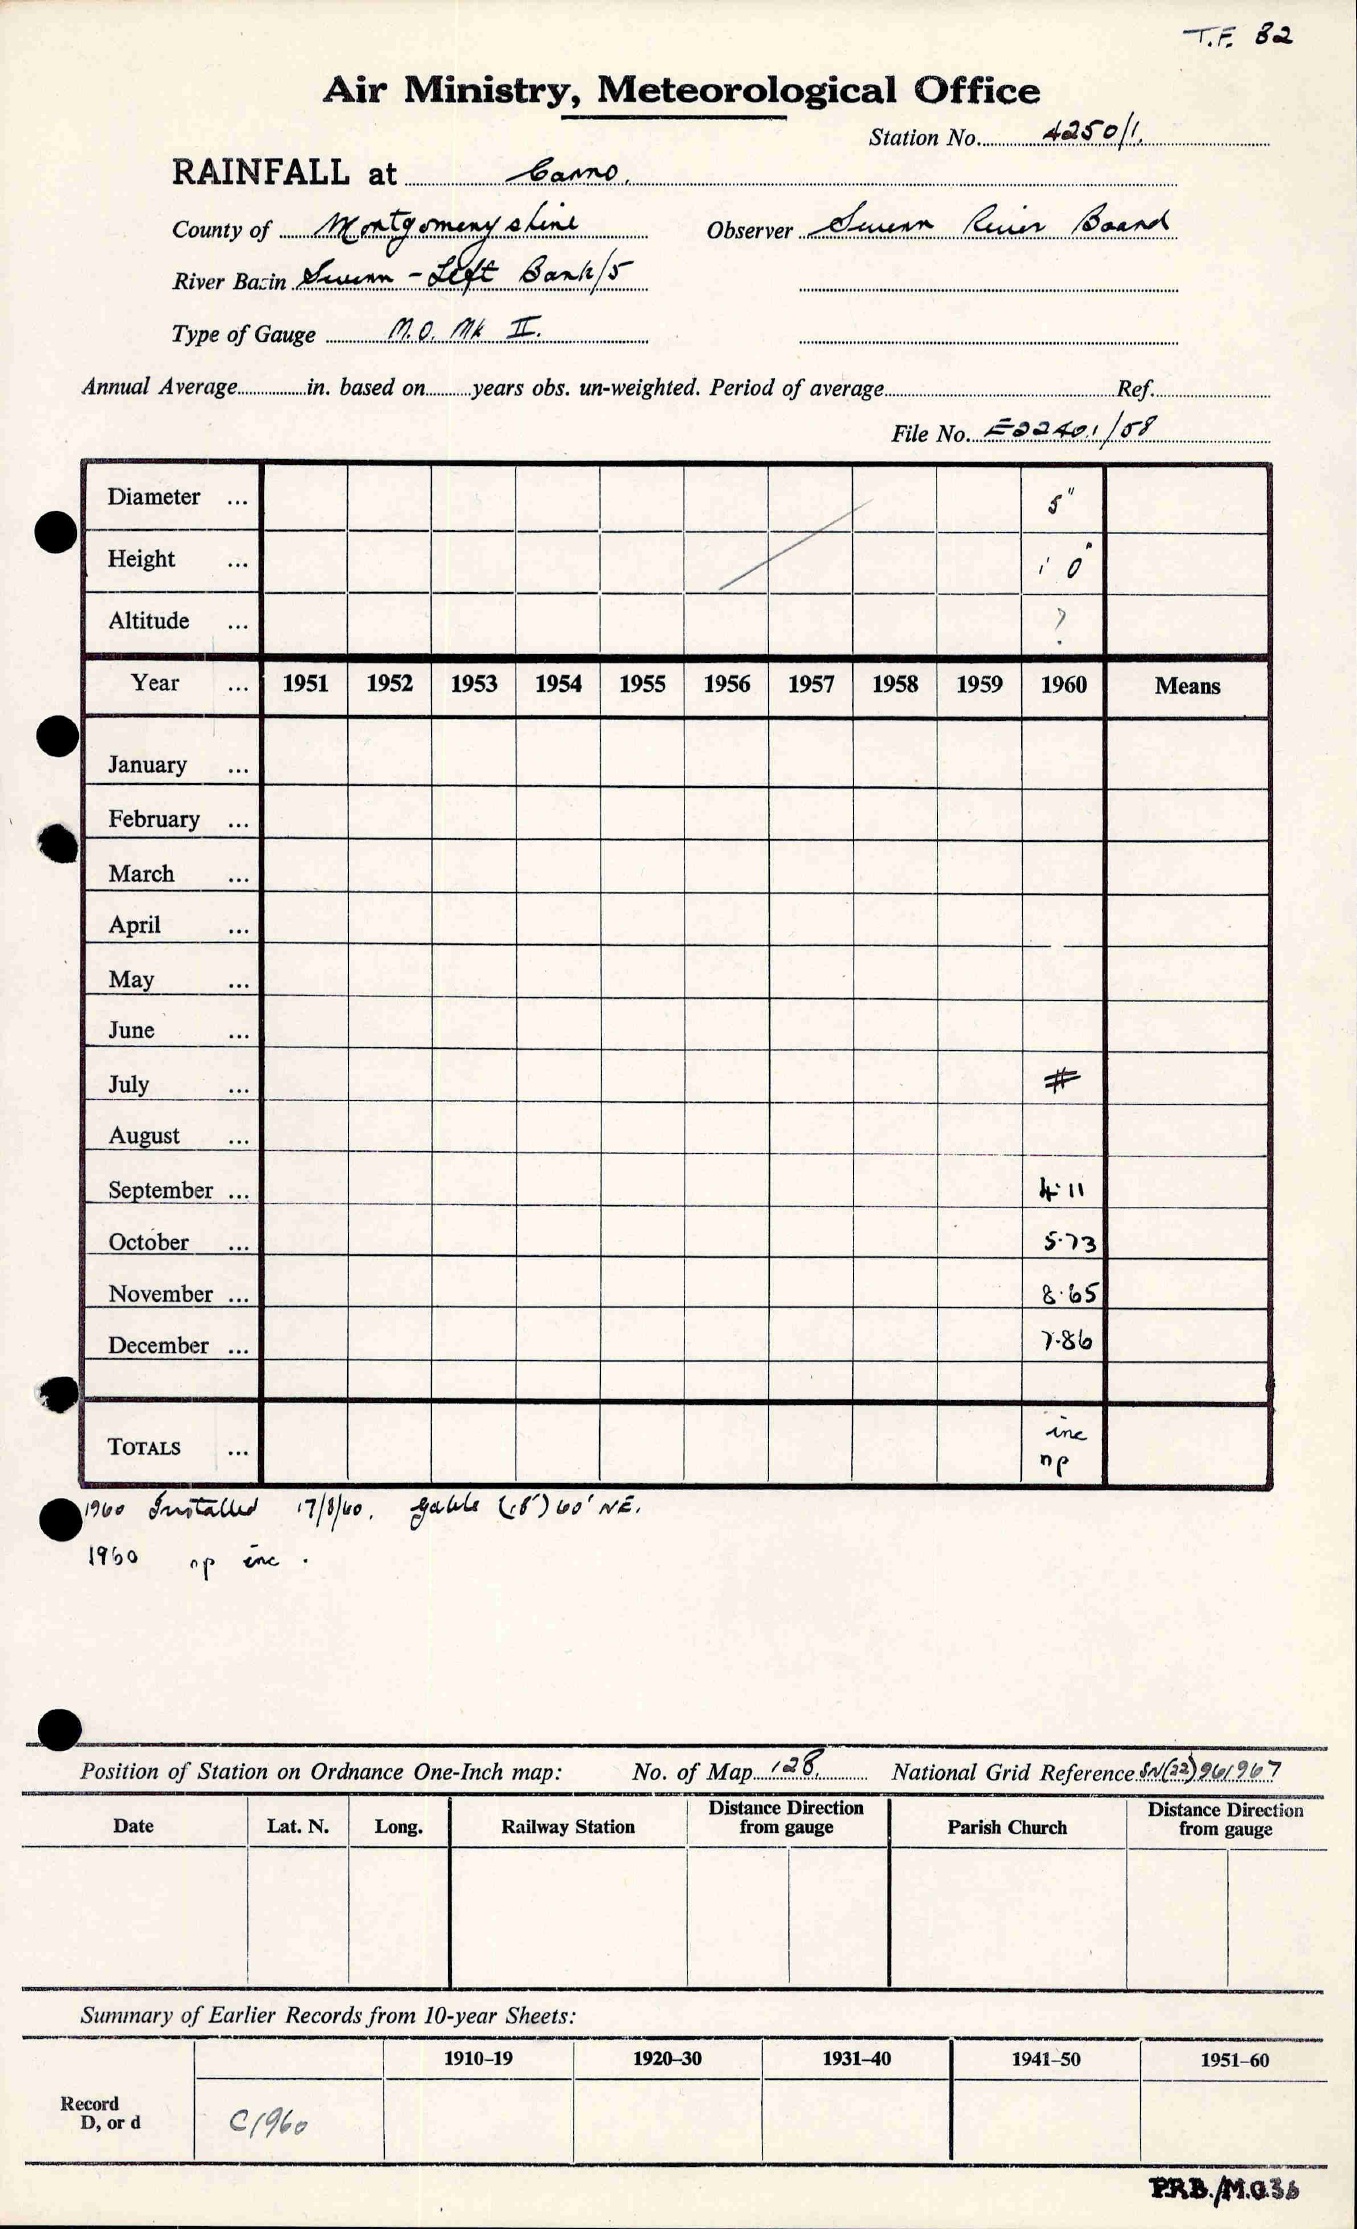 T.F. 82
Air Ministry, Meteorological Office
Station No. 4250/1.
RAINFALL at Carno.
County of Montgomeryshire Observer Severn River Board
River Basin Severn - Left Bank/5
Type of Gauge M.O. Mk II.
Annual Average in. based on years obs. un-weighted. Period of average Ref.
File No. E22401/58
Diameter ... 5"
Height ... 1' 0"
Altitude ... ?
Year ... 1951 1952 1953 1954 1955 1956 1957 1958 1959 1960 Means
January ...
February ...
March ...
April ...
May ...
June ...
July ... #
August ...
September ... 4·11
October ... 5·73
November ... 8·65
December ... 7·86
TOTALS ... inc
np
1960 Installed 17/8/60. gable (18') 60' NE.
1960 np inc.
Position of Station on Ordnance One-Inch map: No. of Map 128. National Grid Reference SN(22)961967
Date Lat. N. Long. Railway Station Distance Direction from gauge Parish Church Distance Direction from gauge
Summary of Earlier Records from 10-year Sheets:
1910–19 1920–30 1931–40 1941–50 1951–60
Record
D, or d C1960
P.R.B./M.O.36